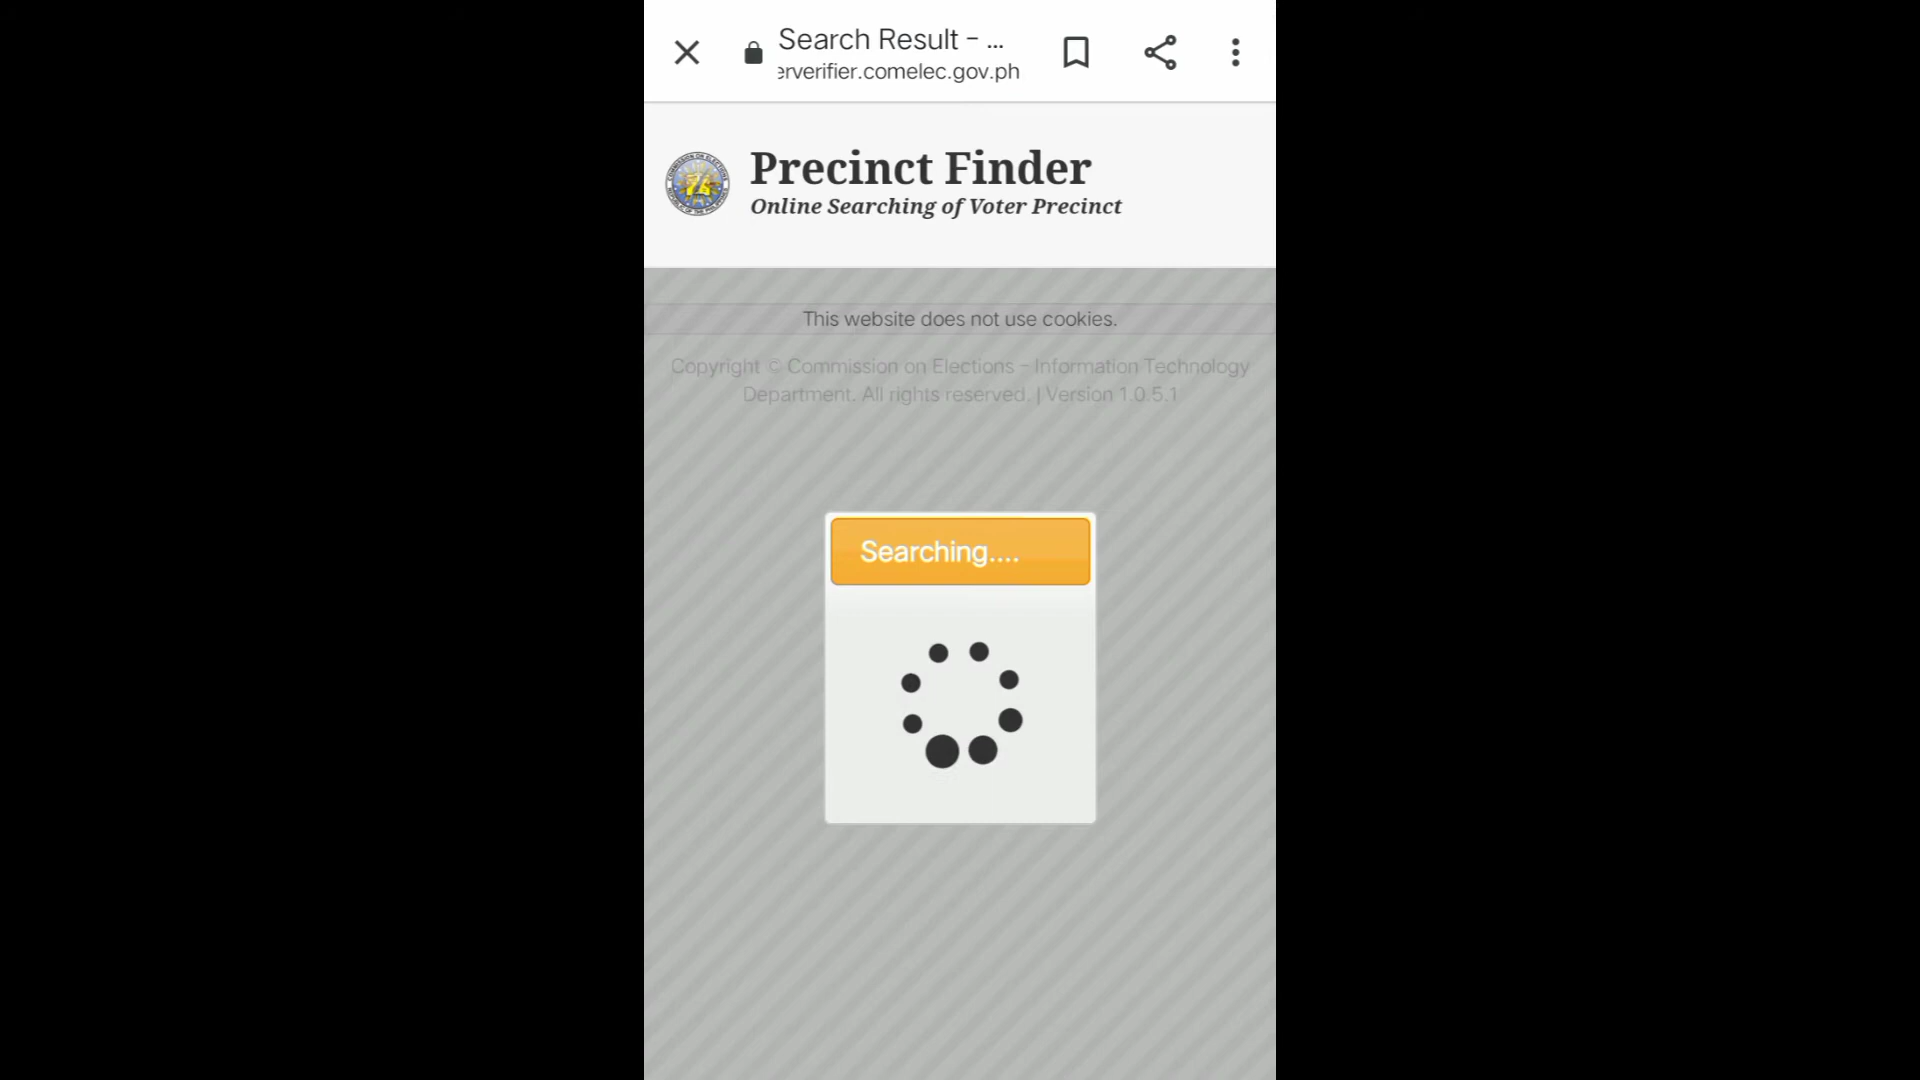 Search Result - ...
erverifier.comelec.gov.ph
Precinct Finder
Online Searching of Voter Precinct
This website does not use cookies.
Copyright © Commission on Elections - Information Technology
Department. All rights reserved. | Version 1.0.5.1
Searching....